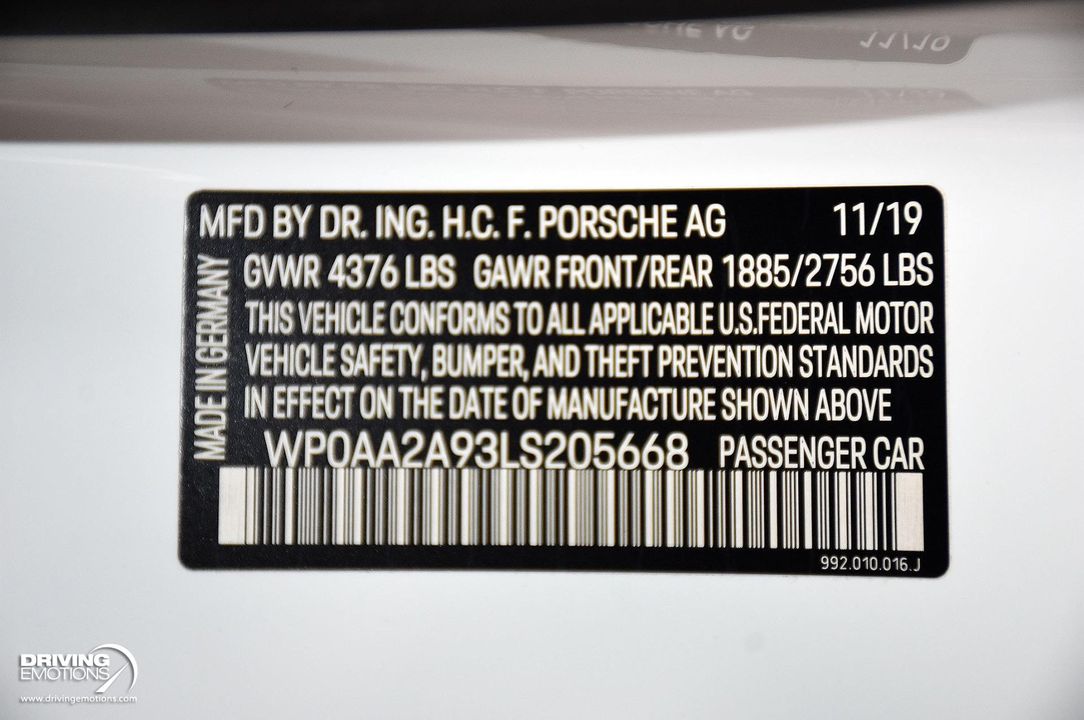 MFD BY DR. ING. H.C. F. PORSCHE AG 11/19
MADE IN GERMANY
GVWR 4376 LBS GAWR FRONT/REAR 1885/2756 LBS
THIS VEHICLE CONFORMS TO ALL APPLICABLE U.S.FEDERAL MOTOR
VEHICLE SAFETY, BUMPER, AND THEFT PREVENTION STANDARDS
IN EFFECT ON THE DATE OF MANUFACTURE SHOWN ABOVE
WP0AA2A93LS205668 PASSENGER CAR
992.010.016.J
DRIVING
EMOTIONS
www.drivingemotions.com